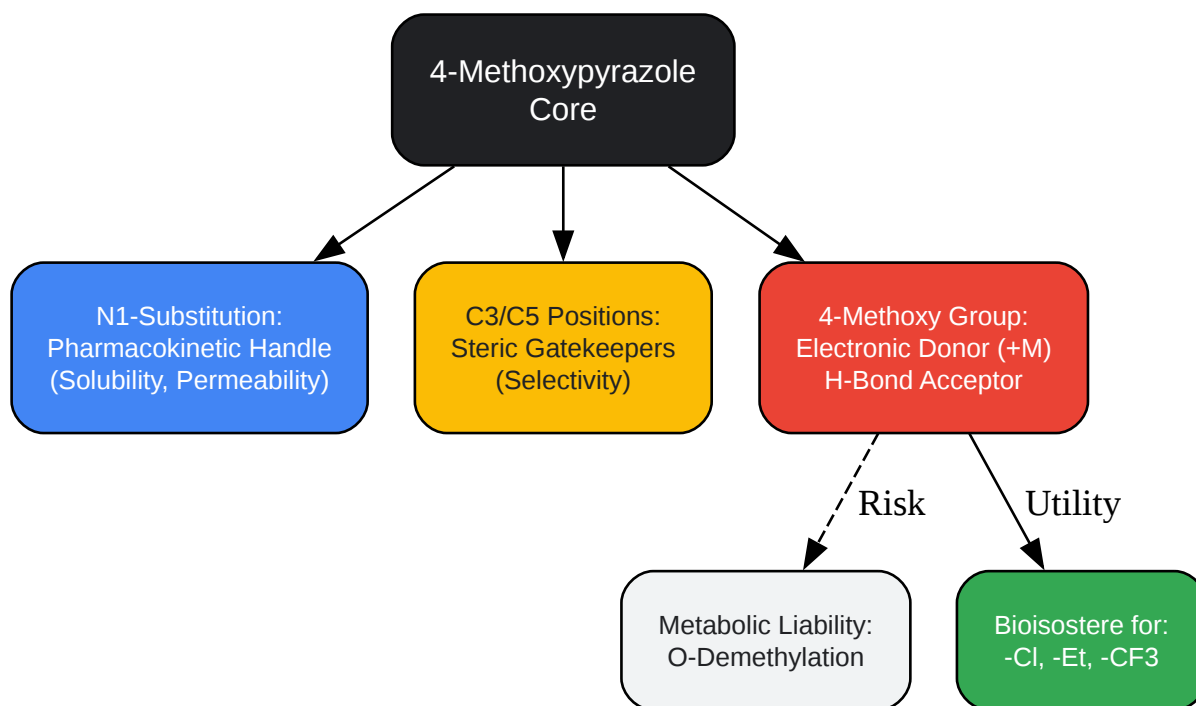 4-Methoxypyrazole
Core
N1-Substitution:
Pharmacokinetic Handle
(Solubility, Permeability)
C3/C5 Positions:
Steric Gatekeepers
(Selectivity)
4-Methoxy Group:
Electronic Donor (+M)
H-Bond Acceptor
Risk
Utility
Metabolic Liability:
O-Demethylation
Bioisostere for:
-Cl, -Et, -CF3